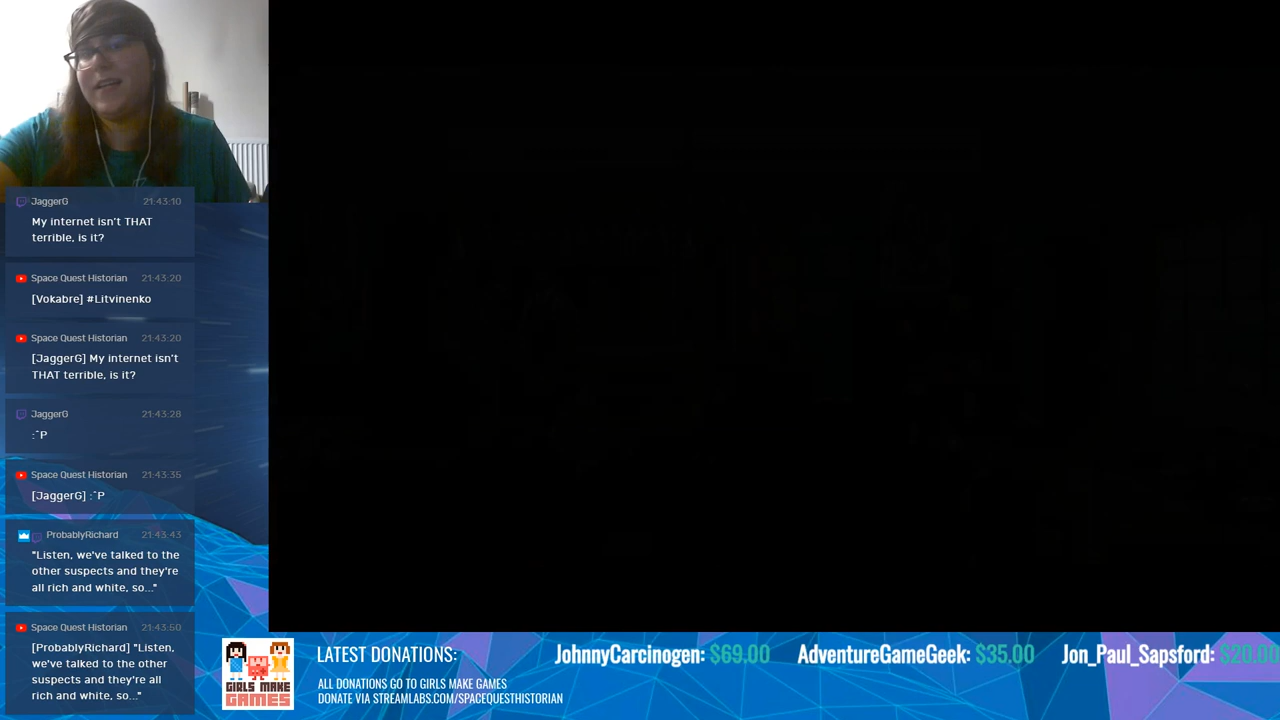 JaggerG 21:43:10
My internet isn't THAT
terrible, is it?
Space Quest Historian 21:43:20
[Vokabre] #Litvinenko
Space Quest Historian 21:43:20
[JaggerG] My internet isn't
THAT terrible, is it?
JaggerG 21:43:28
:^P
Space Quest Historian 21:43:35
[JaggerG] :^P
ProbablyRichard 21:43:43
"Listen, we've talked to the
other suspects and they're
all rich and white, so..."
Space Quest Historian 21:43:50
[ProbablyRichard] "Listen,
we've talked to the other
suspects and they're all
rich and white, so..."
GIRLS MAKE
GAMES
LATEST DONATIONS:
JohnnyCarcinogen: $69.00 AdventureGameGeek: $35.00 Jon_Paul_Sapsford: $20.00
ALL DONATIONS GO TO GIRLS MAKE GAMES
DONATE VIA STREAMLABS.COM/SPACEQUESTHISTORIAN